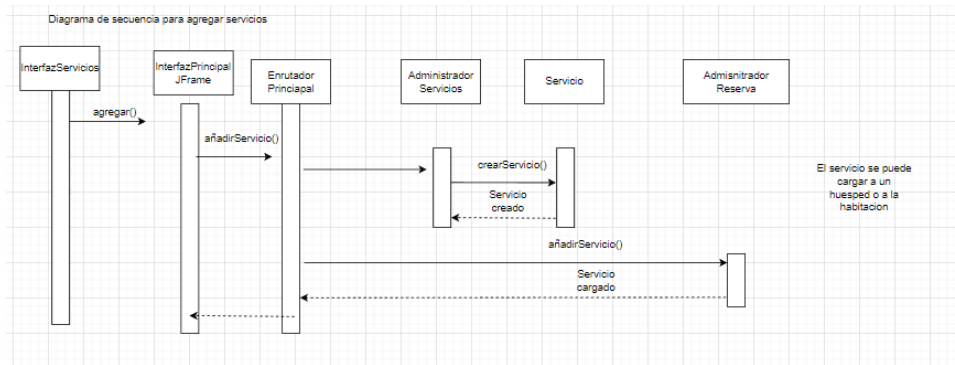 Diagrama de secuencia para agregar servicios
InterfazServicios
InterfazPrincipal
JFrame
Enrutador
Princiapal
Administrador
Servicios
Servicio
Admisnitrador
Reserva
agregar()
añadirServicio()
crearServicio()
Servicio
creado
El servicio se puede
cargar a un
huesped o a la
habitacion
añadirServicio()
Servicio
cargado